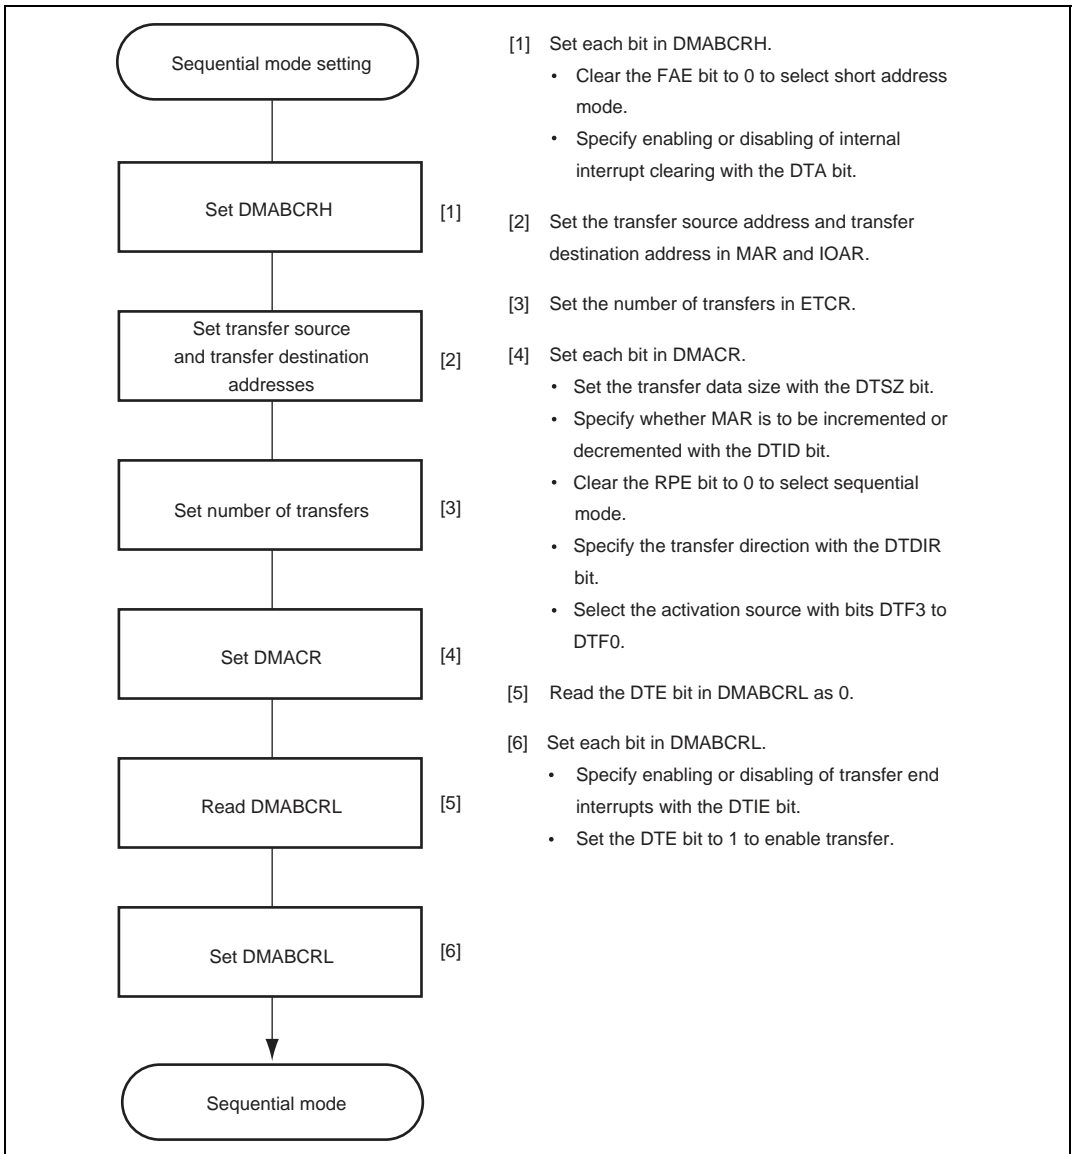 Sequential mode setting
Set DMABCRH
[1]
Set transfer source
and transfer destination
addresses
[2]
Set number of transfers
[3]
Set DMACR
[4]
Read DMABCRL
[5]
Set DMABCRL
[6]
Sequential mode
[1] Set each bit in DMABCRH.
• Clear the FAE bit to 0 to select short address
mode.
• Specify enabling or disabling of internal
interrupt clearing with the DTA bit.
[2] Set the transfer source address and transfer
destination address in MAR and IOAR.
[3] Set the number of transfers in ETCR.
[4] Set each bit in DMACR.
• Set the transfer data size with the DTSZ bit.
• Specify whether MAR is to be incremented or
decremented with the DTID bit.
• Clear the RPE bit to 0 to select sequential
mode.
• Specify the transfer direction with the DTDIR
bit.
• Select the activation source with bits DTF3 to
DTF0.
[5] Read the DTE bit in DMABCRL as 0.
[6] Set each bit in DMABCRL.
• Specify enabling or disabling of transfer end
interrupts with the DTIE bit.
• Set the DTE bit to 1 to enable transfer.